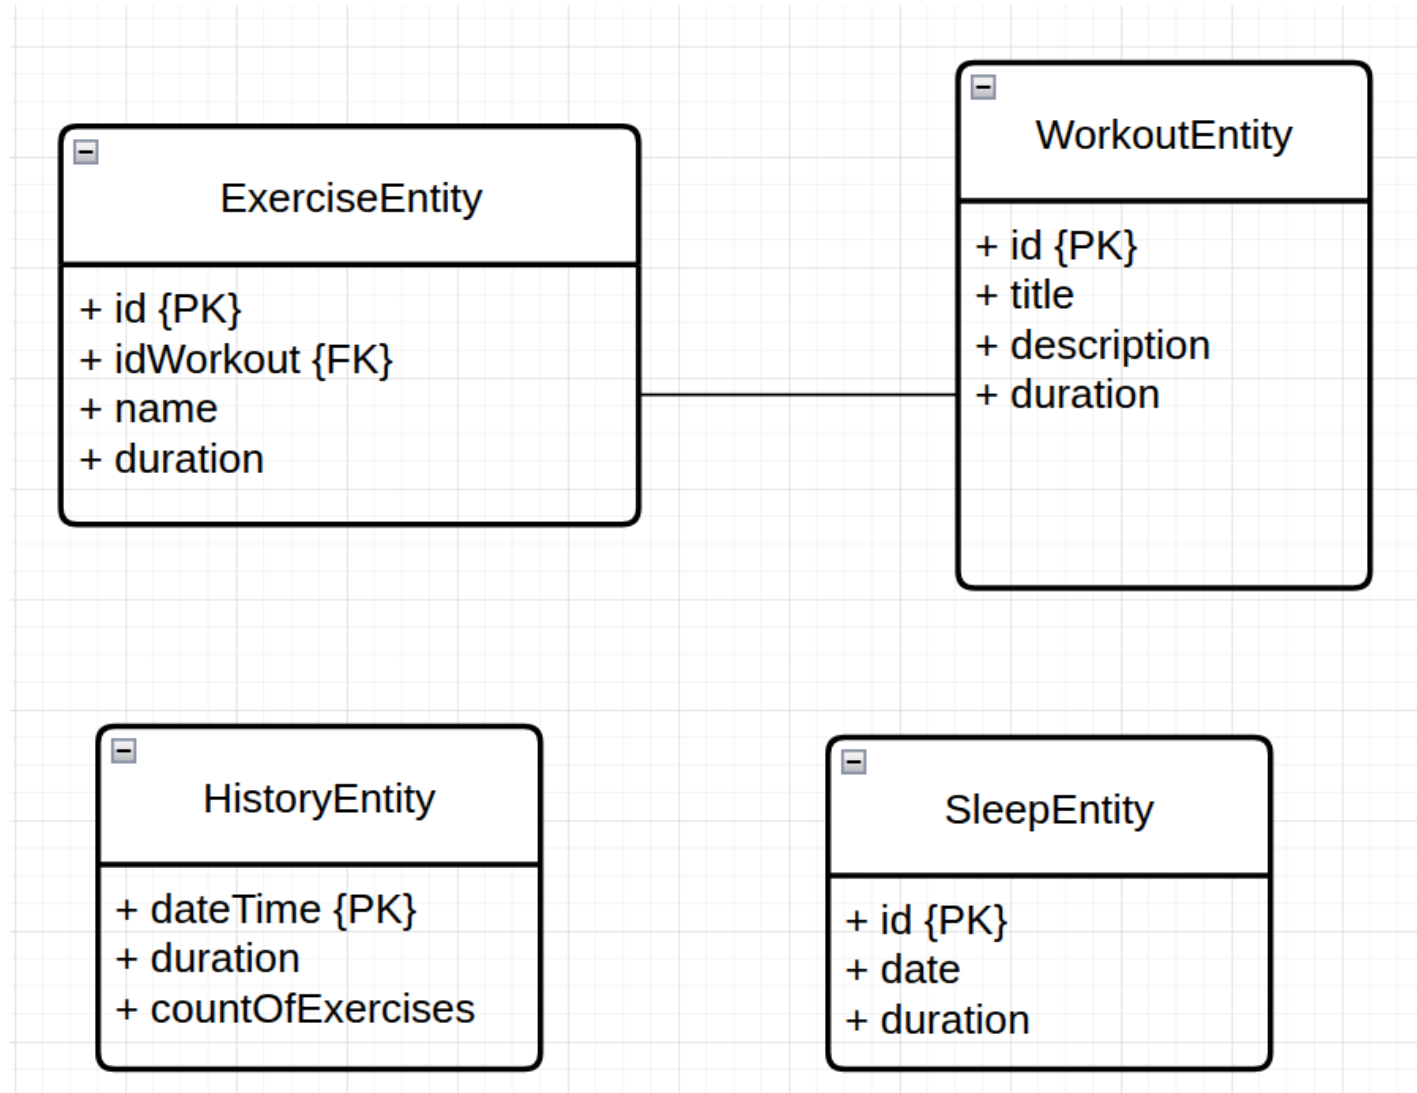 ExerciseEntity
+ id {PK}
+ idWorkout {FK}
+ name
+ duration
WorkoutEntity
+ id {PK}
+ title
+ description
+ duration
HistoryEntity
+ dateTime {PK}
+ duration
+ countOfExercises
SleepEntity
+ id {PK}
+ date
+ duration